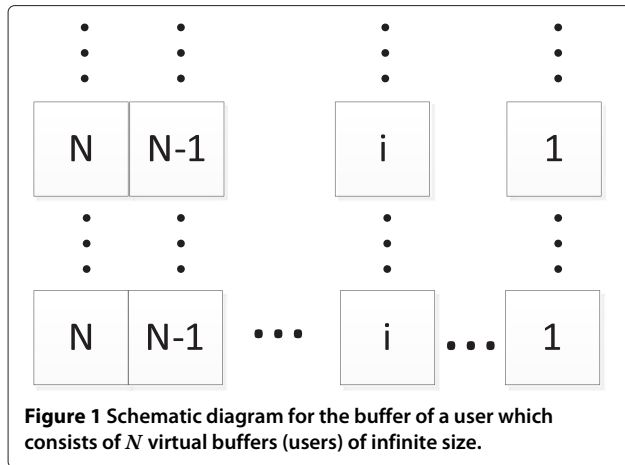 N N-1 i 1
N N-1 ... i ... 1
Figure 1 Schematic diagram for the buffer of a user which
consists of N virtual buffers (users) of infinite size.